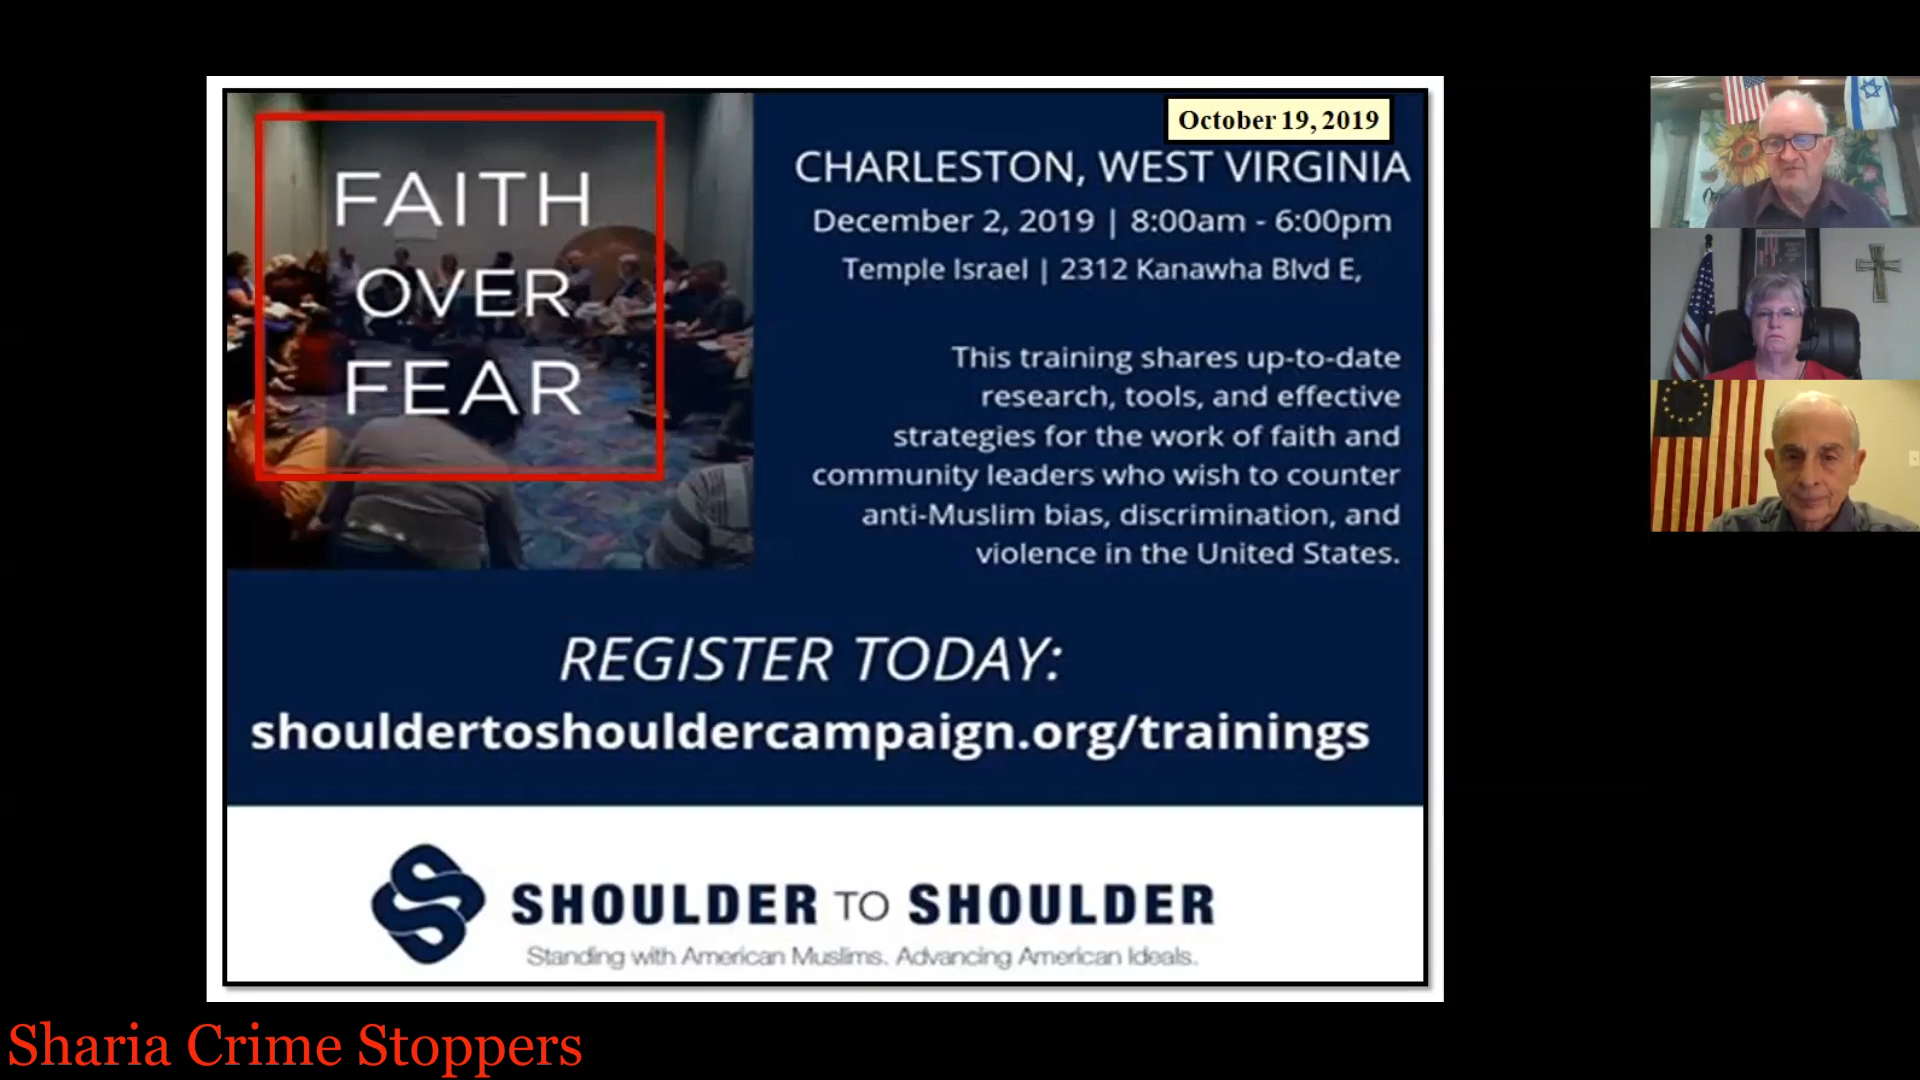 October 19, 2019
FAITH
OVER
FEAR
CHARLESTON, WEST VIRGINIA
December 2, 2019 | 8:00am - 6:00pm
Temple Israel | 2312 Kanawha Blvd E,
This training shares up-to-date
research, tools, and effective
strategies for the work of faith and
community leaders who wish to counter
anti-Muslim bias, discrimination, and
violence in the United States.
REGISTER TODAY:
shouldertoshouldercampaign.org/trainings
SHOULDER TO SHOULDER
Standing with American Muslims. Advancing American Ideals.
Sharia Crime Stoppers